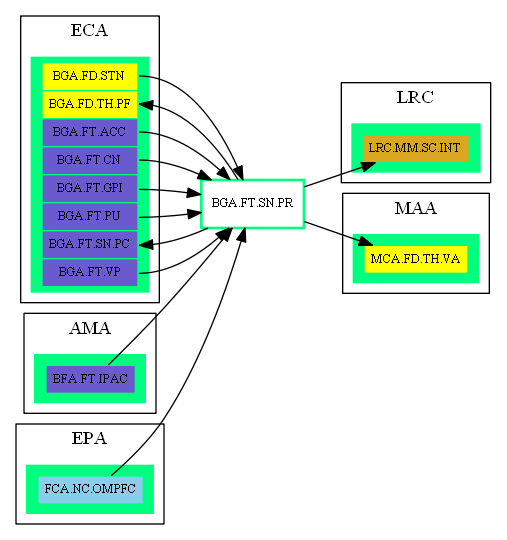 ECA
BGA.FD.STN
BGA.FD.TH.PF
BGA.FT.ACC
BGA.FT.CN
BGA.FT.GPI
BGA.FT.PU
BGA.FT.SN.PC
BGA.FT.VP
AMA
BFA.FT.IPAC
EPA
FCA.NC.OMPFC
BGA.FT.SN.PR
LRC
LRC.MM.SC.INT
MAA
MCA.FD.TH.VA